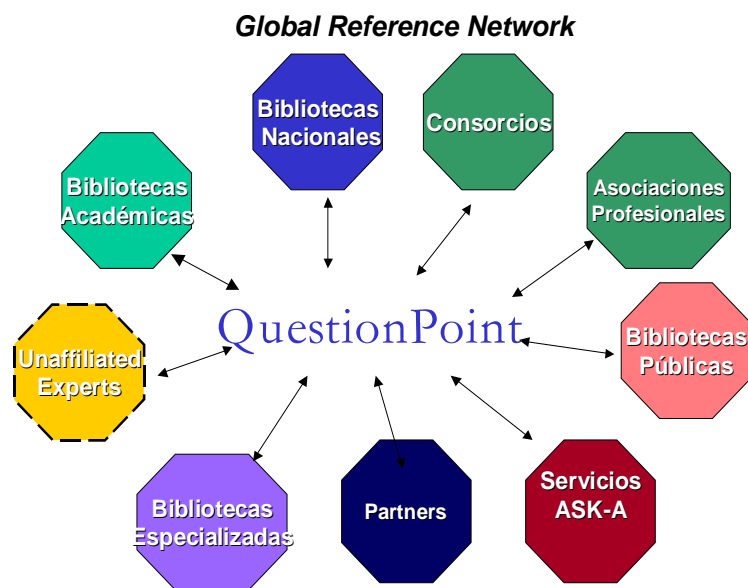 Global Reference Network
Bibliotecas
Nacionales
Consorcios
Bibliotecas
Académicas
Asociaciones
Profesionales
QuestionPoint
Unaffiliated
Experts
Bibliotecas
Públicas
Bibliotecas
Especializadas
Partners
Servicios
ASK-A